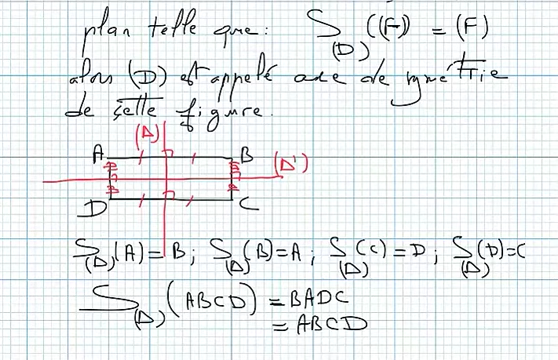 plan telle que: S(D)((F)) = (F)
alors (D) est appelé axe de symétrie
de cette figure.
(Δ)
A B (Δ')
D C
S(Δ)(A) = B ; S(Δ)(B) = A ; S(Δ)(C) = D ; S(Δ)(D) = C
S(Δ)(ABCD) = BADC
= ABCD